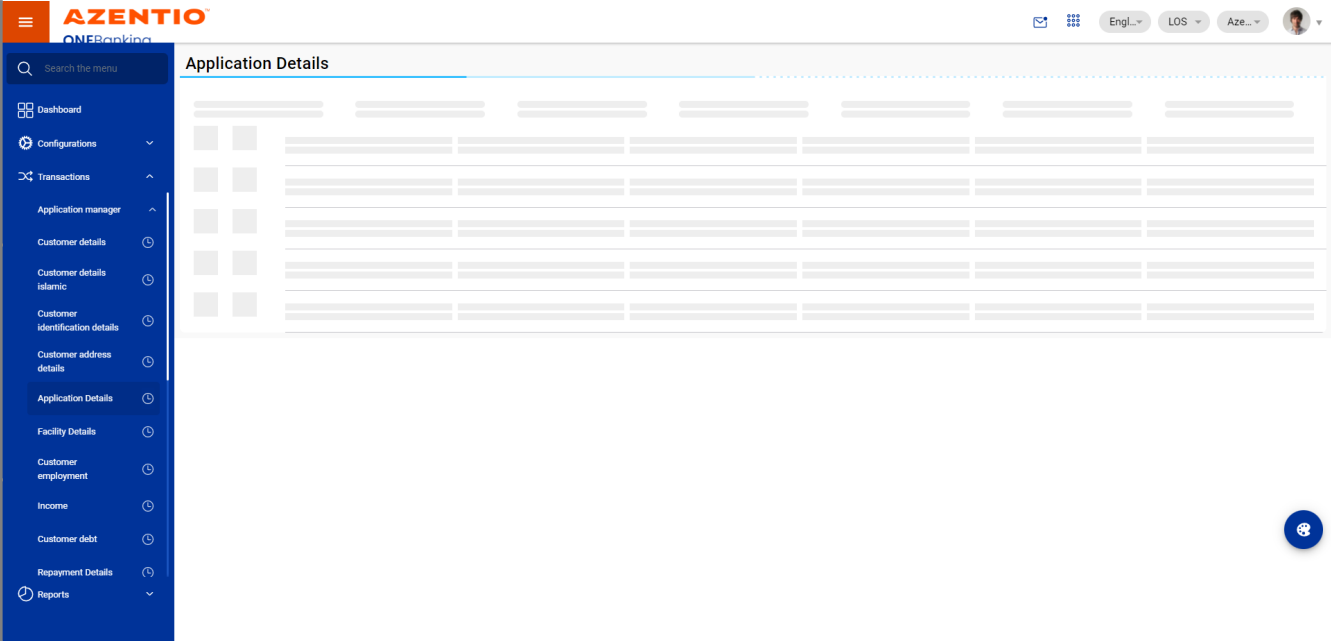 AZENTIO™
ONEBanking
Engl...
LOS
Aze...
Search the menu
Application Details
Dashboard
Configurations
Transactions
Application manager
Customer details
Customer details
islamic
Customer
identification details
Customer address
details
Application Details
Facility Details
Customer
employment
Income
Customer debt
Repayment Details
Reports